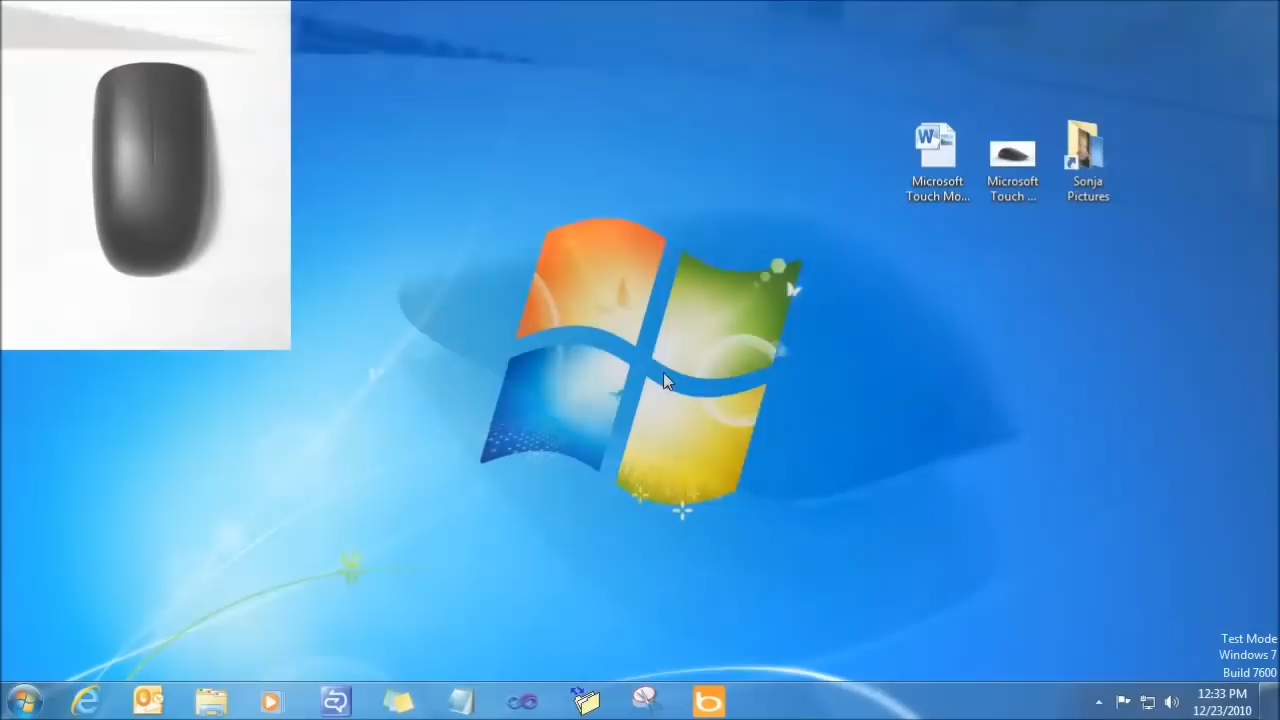 Microsoft
Touch Mo...
Microsoft
Touch ...
Sonja
Pictures
Test Mode
Windows 7
Build 7600
12:33 PM
12/23/2010